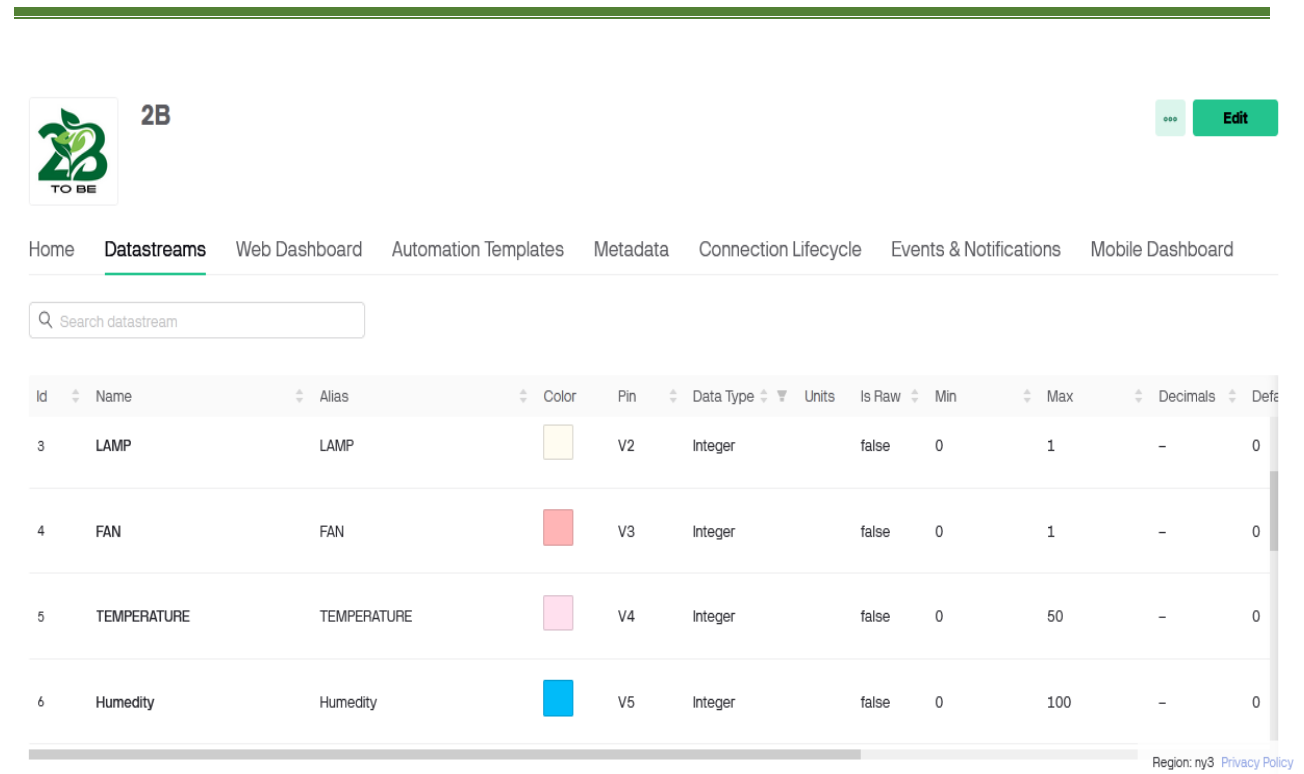 2B
TO BE
2B
Edit
Home Datastreams Web Dashboard Automation Templates Metadata Connection Lifecycle Events & Notifications Mobile Dashboard
Search datastream
Id Name Alias Color Pin Data Type Units Is Raw Min Max Decimals Defa
3 LAMP LAMP V2 Integer false 0 1 – 0
4 FAN FAN V3 Integer false 0 1 – 0
5 TEMPERATURE TEMPERATURE V4 Integer false 0 50 – 0
6 Humedity Humedity V5 Integer false 0 100 – 0
Region: ny3 Privacy Policy